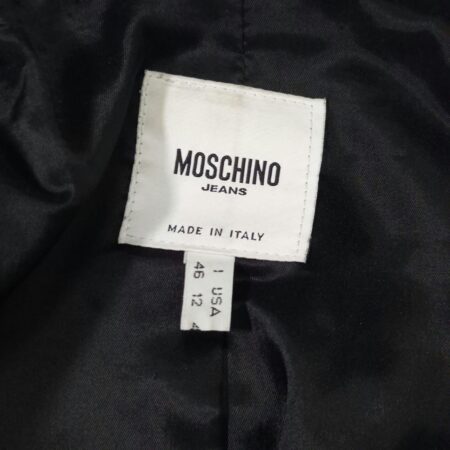 MOSCHINO
JEANS
MADE IN ITALY
I USA
46 12